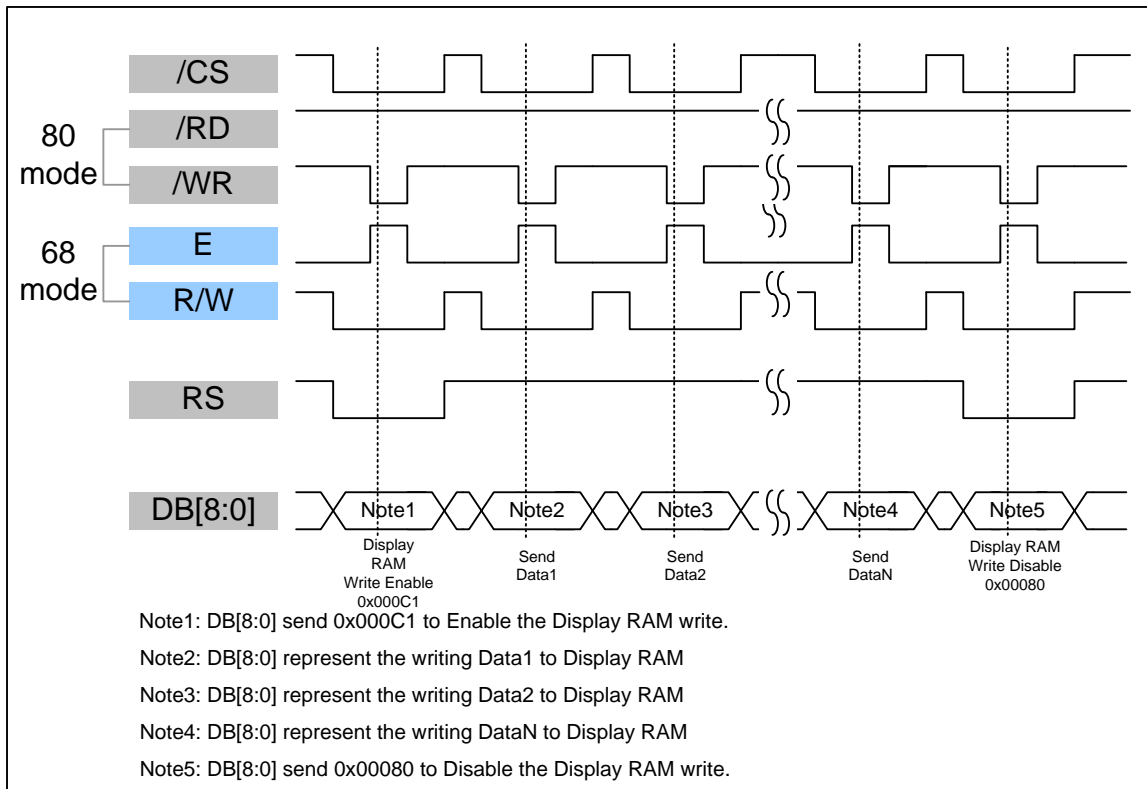 /CS
80
mode
/RD
/WR
68
mode
E
R/W
RS
DB[8:0]
Note1
Note2
Note3
Note4
Note5
Display
RAM
Write Enable
0x000C1
Send
Data1
Send
Data2
Send
DataN
Display RAM
Write Disable
0x00080
Note1: DB[8:0] send 0x000C1 to Enable the Display RAM write.
Note2: DB[8:0] represent the writing Data1 to Display RAM
Note3: DB[8:0] represent the writing Data2 to Display RAM
Note4: DB[8:0] represent the writing DataN to Display RAM
Note5: DB[8:0] send 0x00080 to Disable the Display RAM write.